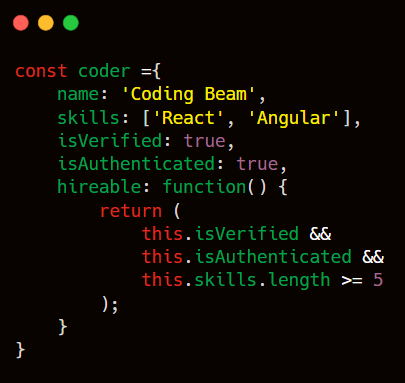 const coder ={
    name: 'Coding Beam',
    skills: ['React', 'Angular'],
    isVerified: true,
    isAuthenticated: true,
    hireable: function() {
        return (
            this.isVerified &&
            this.isAuthenticated &&
            this.skills.length >= 5
        );
    }
}